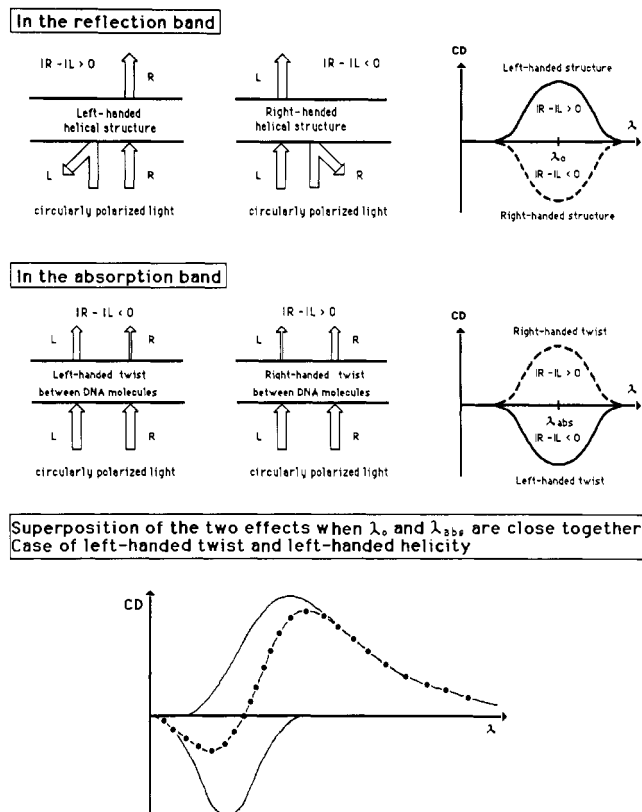 In the reflection band
IR - IL > 0
R
Left-handed
helical structure
L
R
circularly polarized light
L
IR - IL < 0
Right-handed
helical structure
L
R
circularly polarized light
CD
Left-handed structure
IR - IL > 0
λ
λo
IR - IL < 0
Right-handed structure
In the absorption band
IR - IL < 0
L
R
Left-handed twist
between DNA molecules
L
R
circularly polarized light
IR - IL > 0
L
R
Right-handed twist
between DNA molecules
L
R
circularly polarized light
CD
Right-handed twist
IR - IL > 0
λ
λabs
IR - IL < 0
Left-handed twist
Superposition of the two effects when λo and λabs are close together
Case of left-handed twist and left-handed helicity
CD
λ